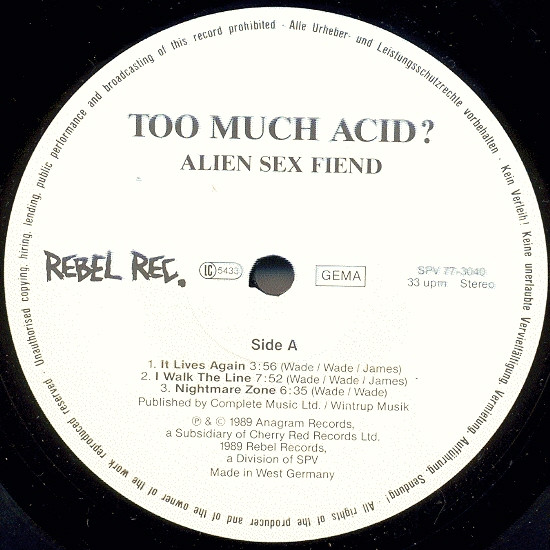 TOO MUCH ACID?
ALIEN SEX FIEND
REBEL REC.
LC 5433
GEMA
SPV 77-3040
33 upm Stereo
Side A
1. It Lives Again 3:56 (Wade / Wade / James)
2. I Walk The Line 7:52 (Wade / Wade / James)
3. Nightmare Zone 6:35 (Wade / Wade)
Published by Complete Music Ltd. / Wintrup Musik
℗ & © 1989 Anagram Records,
a Subsidiary of Cherry Red Records Ltd.
1989 Rebel Records,
a Division of SPV
Made in West Germany
· All rights of the producer and of the owner of the work reproduced reserved · Unauthorised copying, hiring, lending, public performance and broadcasting of this record prohibited · Alle Urheber- und Leistungsschutzrechte vorbehalten · Kein Verleih! Keine unerlaubte Vervielfältigung, Vermietung, Aufführung, Sendung!